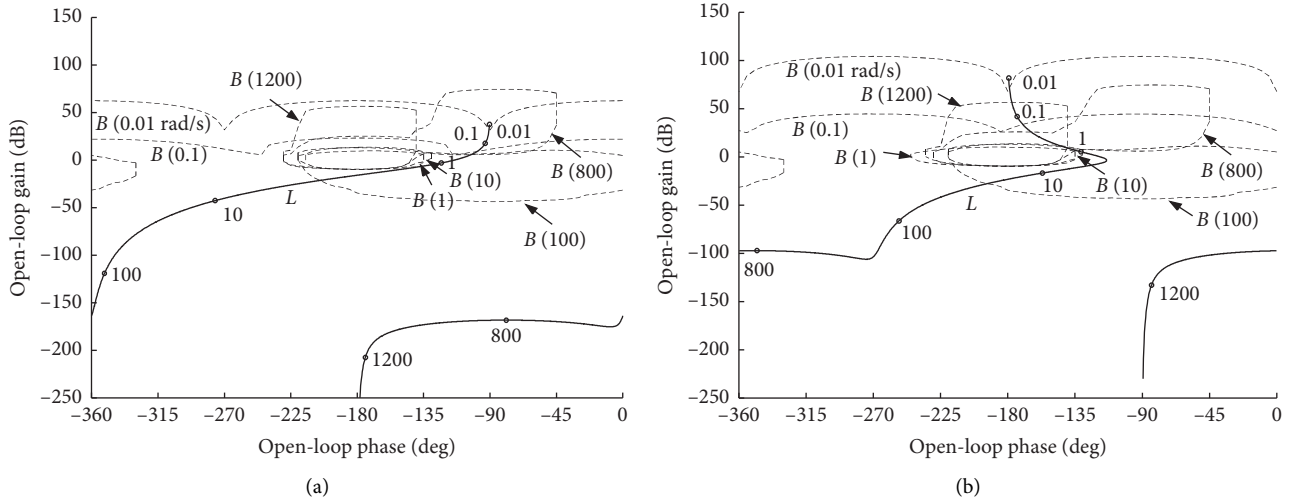 150
100
50
0
–50
–100
–150
–200
–250
Open-loop gain (dB)
B (1200)
B (0.01 rad/s)
B (0.1)
0.1
0.01
1
B (800)
B (10)
B (1)
B (100)
L
10
100
800
1200
–360
–315
–270
–225
–180
–135
–90
–45
0
Open-loop phase (deg)
(a)
150
100
50
0
–50
–100
–150
–200
–250
Open-loop gain (dB)
B (0.01 rad/s)
B (1200)
0.01
B (0.1)
0.1
1
B (1)
B (800)
B (10)
10
L
B (100)
100
800
1200
–360
–315
–270
–225
–180
–135
–90
–45
0
Open-loop phase (deg)
(b)